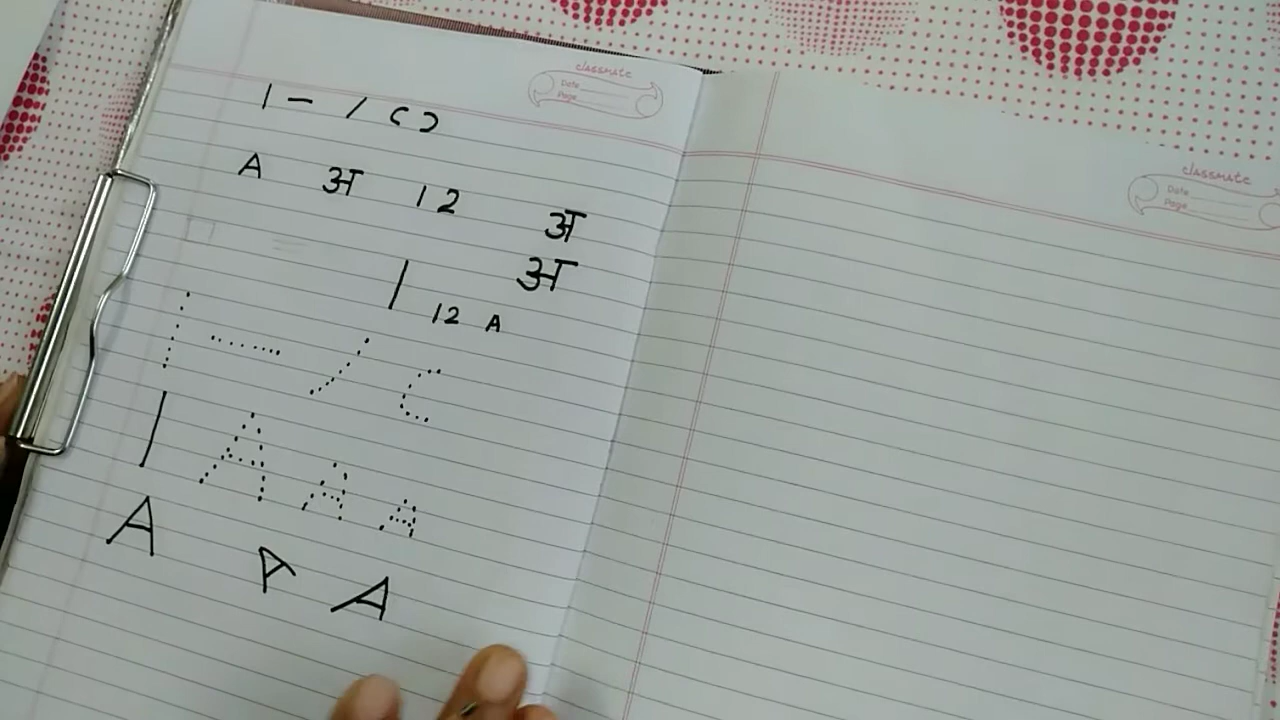 classmate
Date
Page
| — / C Ɔ
A अ 1 2 अ
| अ
12 A
| A A A
A A A
classmate
Date
Page